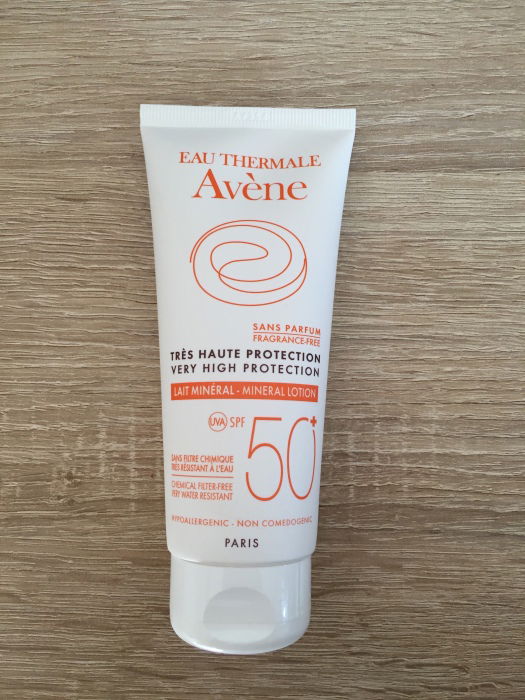 EAU THERMALE
Avène
SANS PARFUM
FRAGRANCE-FREE
TRÈS HAUTE PROTECTION
VERY HIGH PROTECTION
LAIT MINÉRAL - MINERAL LOTION
UVA SPF 50+
SANS FILTRE CHIMIQUE
TRÈS RÉSISTANT À L'EAU
CHEMICAL FILTER-FREE
VERY WATER RESISTANT
HYPOALLERGENIC - NON COMEDOGENIC
PARIS